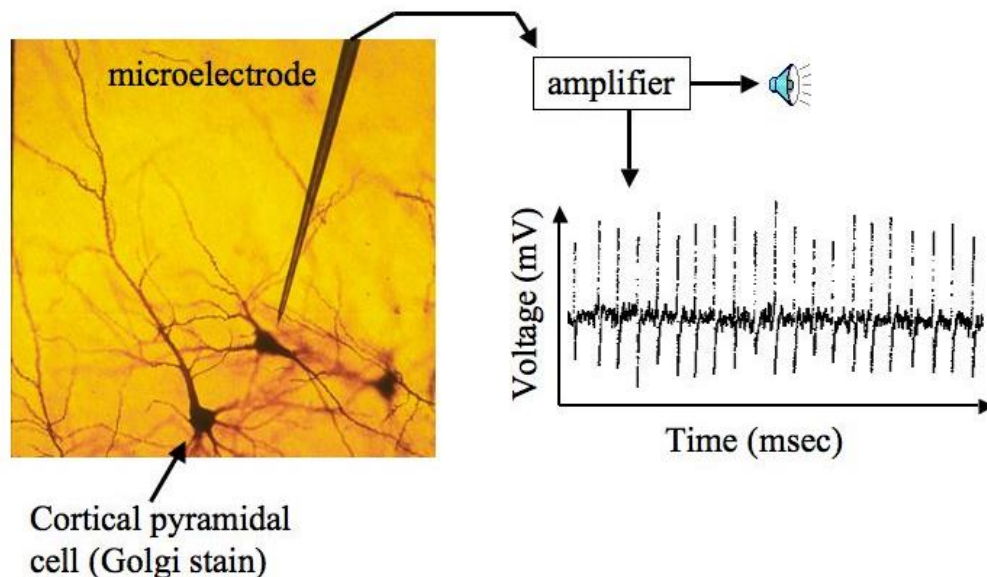 microelectrode
amplifier
Voltage (mV)
Time (msec)
Cortical pyramidal
cell (Golgi stain)